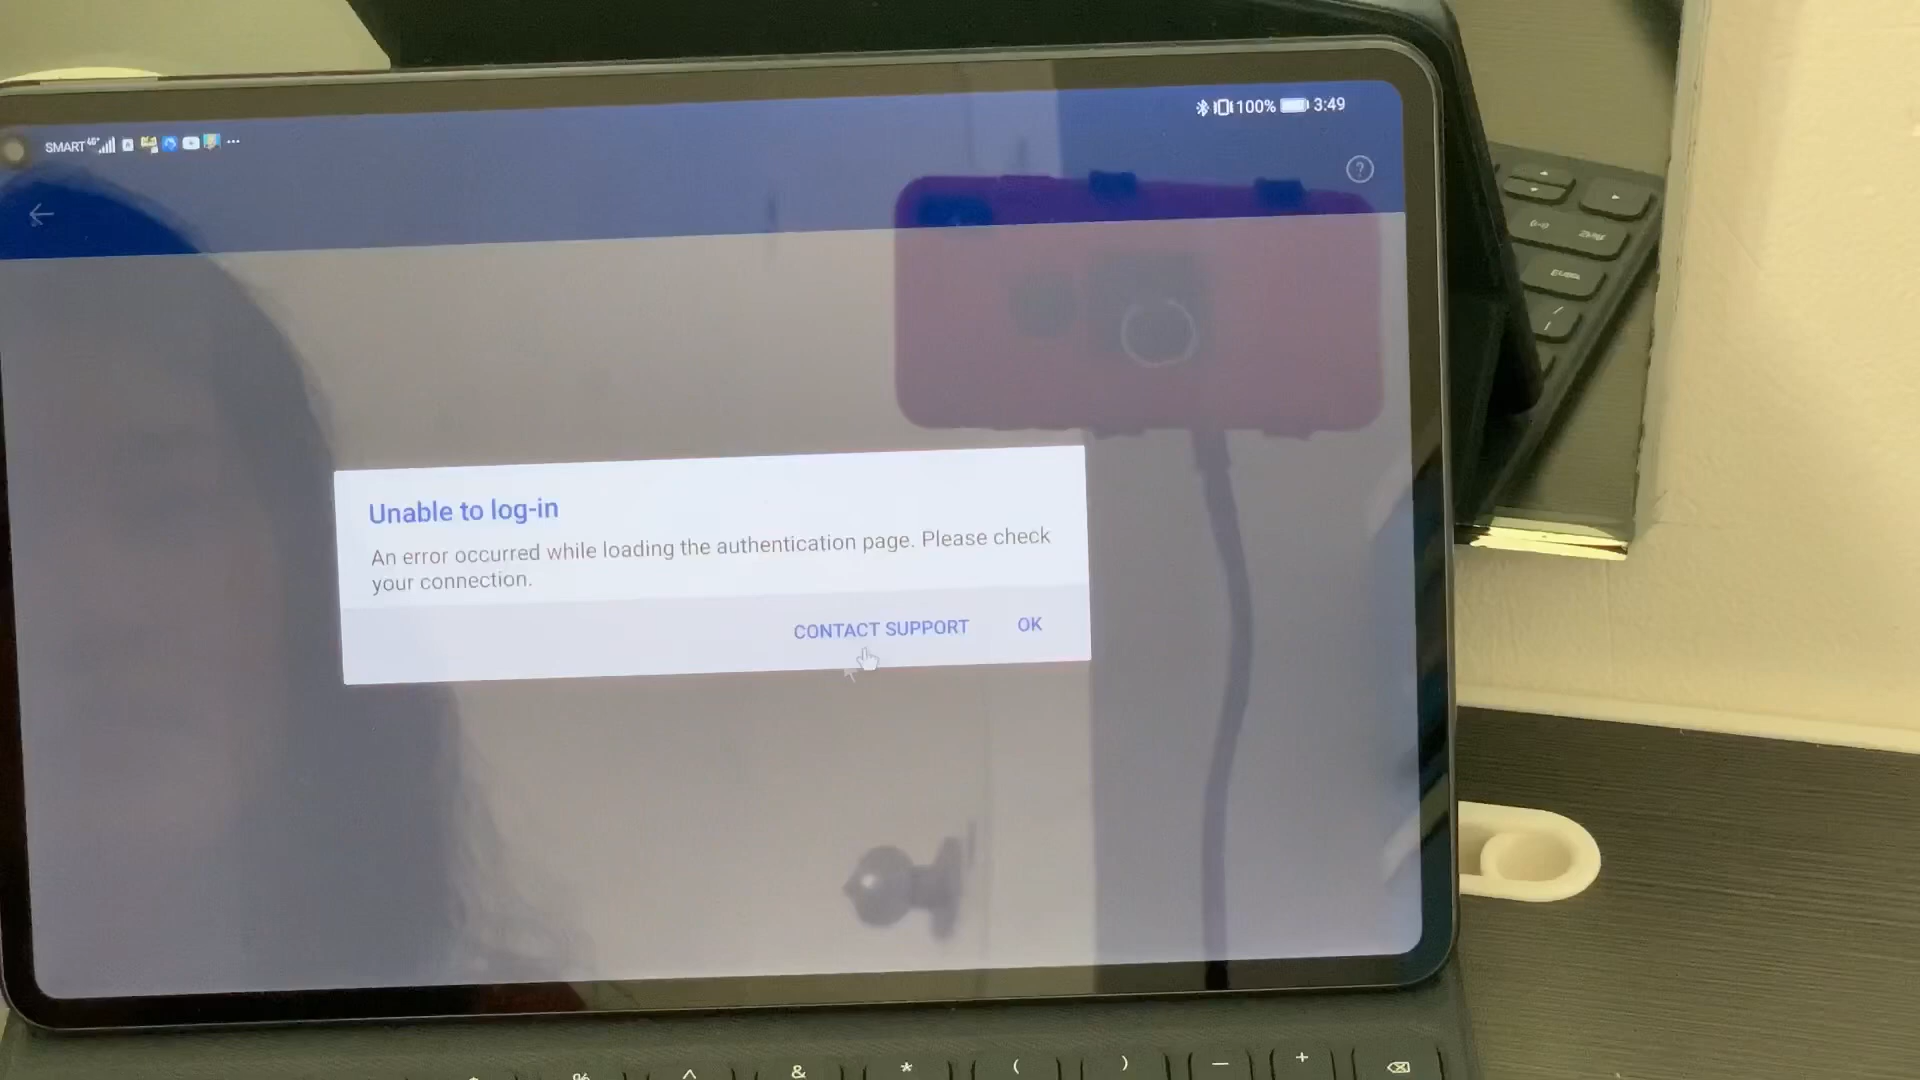 SMART 4G+
100% 3:49
?
Unable to log-in
An error occurred while loading the authentication page. Please check
your connection.
CONTACT SUPPORT OK
% ^ & * ( ) — +